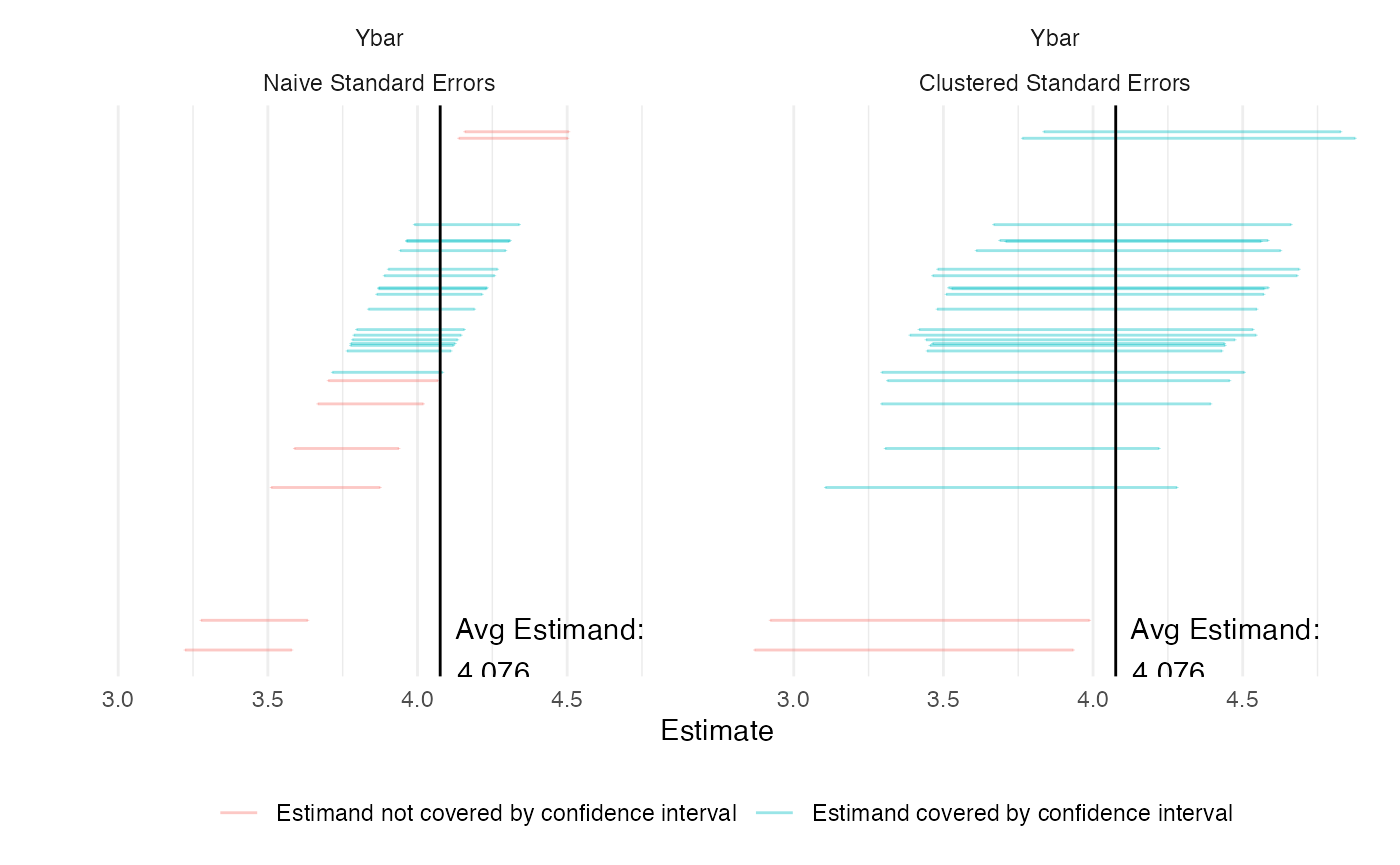 Ybar
Naive Standard Errors
Ybar
Clustered Standard Errors
Avg Estimand:
4.076
Avg Estimand:
4.076
3.0 3.5 4.0 4.5
3.0 3.5 4.0 4.5
Estimate
Estimand not covered by confidence interval
Estimand covered by confidence interval